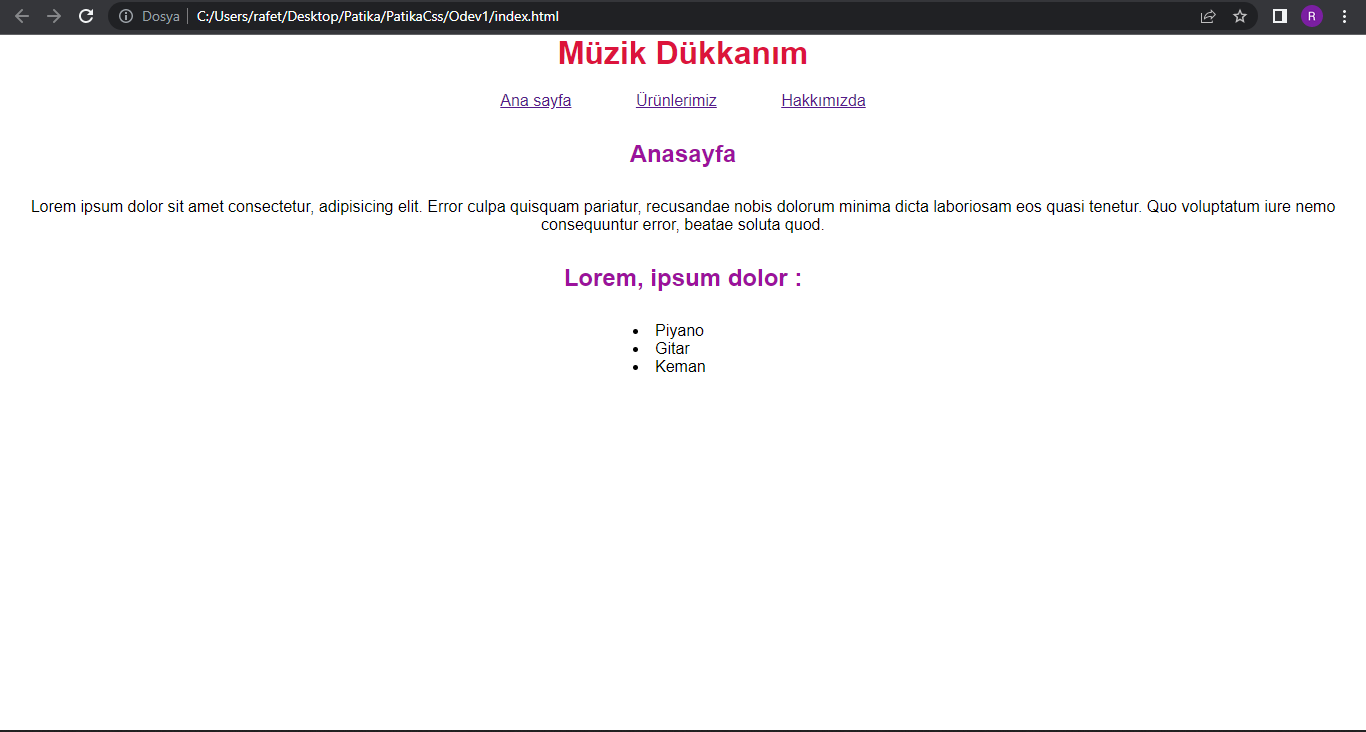 Dosya | C:/Users/rafet/Desktop/Patika/PatikaCss/Odev1/index.html
R
Müzik Dükkanım
Ana sayfa Ürünlerimiz Hakkımızda
Anasayfa
Lorem ipsum dolor sit amet consectetur, adipisicing elit. Error culpa quisquam pariatur, recusandae nobis dolorum minima dicta laboriosam eos quasi tenetur. Quo voluptatum iure nemo
consequuntur error, beatae soluta quod.
Lorem, ipsum dolor :
• Piyano
• Gitar
• Keman